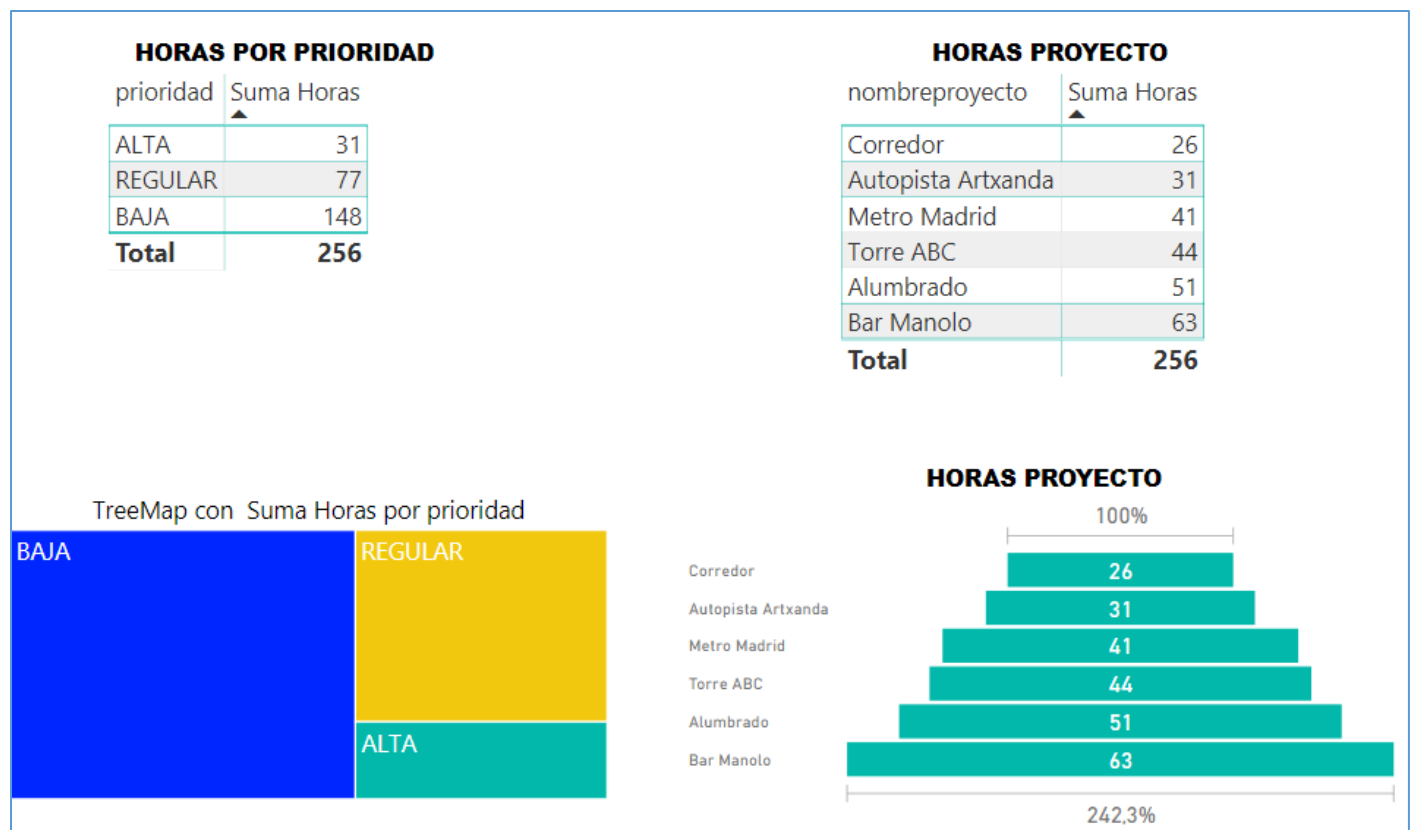 HORAS POR PRIORIDAD
prioridad Suma Horas
ALTA 31
REGULAR 77
BAJA 148
Total 256
HORAS PROYECTO
nombreproyecto Suma Horas
Corredor 26
Autopista Artxanda 31
Metro Madrid 41
Torre ABC 44
Alumbrado 51
Bar Manolo 63
Total 256
TreeMap con Suma Horas por prioridad
BAJA
REGULAR
ALTA
HORAS PROYECTO
100%
Corredor 26
Autopista Artxanda 31
Metro Madrid 41
Torre ABC 44
Alumbrado 51
Bar Manolo 63
242,3%